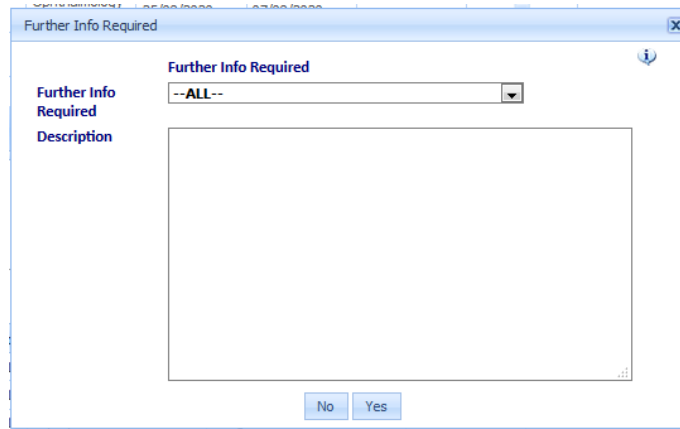 Further Info Required
Further Info Required
Further Info
Required
--ALL--
Description
No Yes